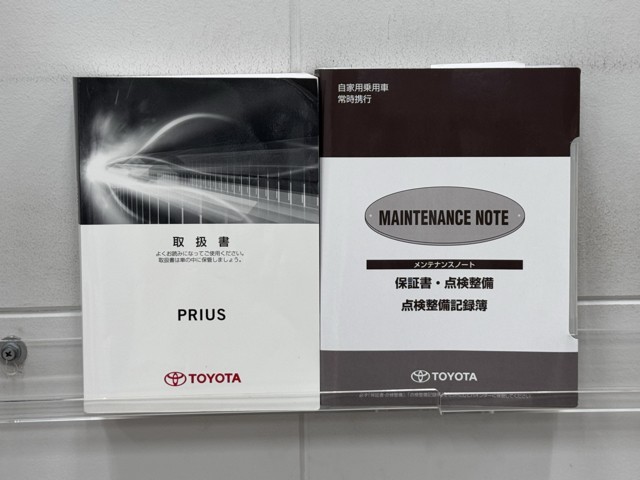 取扱書
よくお読みになってご使用ください。
取扱書は車の中に保管しましょう。
PRIUS
TOYOTA
自家用乗用車
常時携行
MAINTENANCE NOTE
メンテナンスノート
保証書・点検整備
点検整備記録簿
TOYOTA